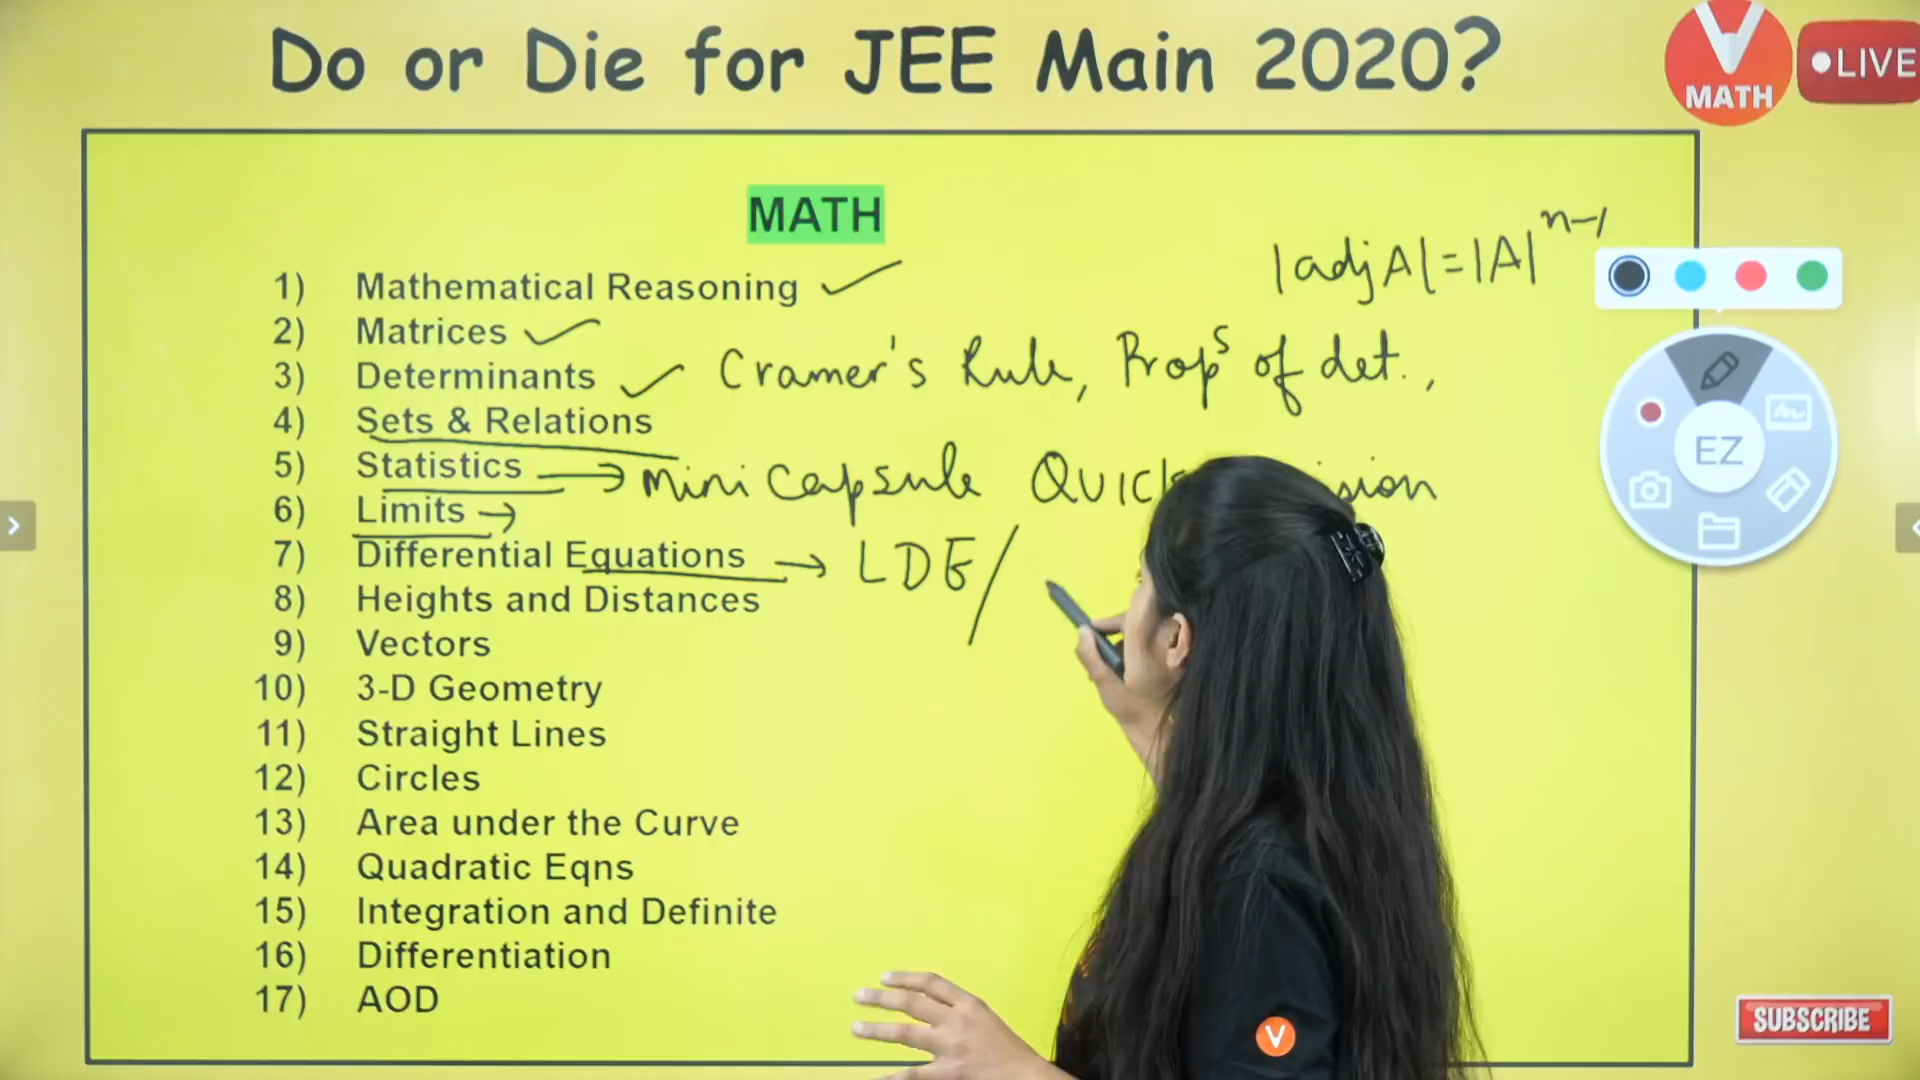 Do or Die for JEE Main 2020?
MATH
LIVE
MATH
|adj A| = |A|ⁿ⁻¹
1) Mathematical Reasoning
2) Matrices
3) Determinants Cramer's Rule, Propˢ of det.,
4) Sets & Relations
5) Statistics → mini capsule Quick
6) Limits →
7) Differential Equations → LDE/
8) Heights and Distances
9) Vectors
10) 3-D Geometry
11) Straight Lines
12) Circles
13) Area under the Curve
14) Quadratic Eqns
15) Integration and Definite
16) Differentiation
17) AOD
EZ
V
SUBSCRIBE